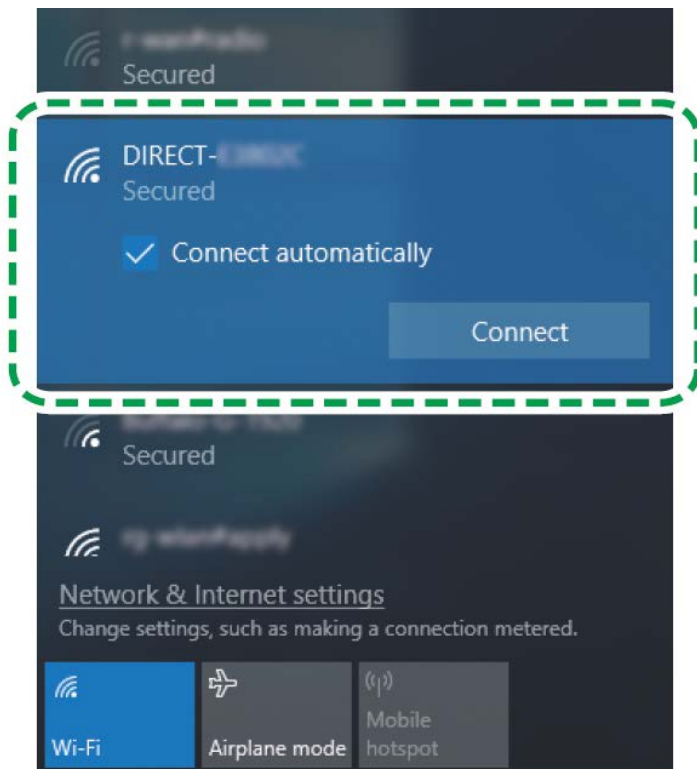 Secured
DIRECT-
Secured
Connect automatically
Connect
Secured
Network & Internet settings
Change settings, such as making a connection metered.
Wi-Fi
Airplane mode
Mobile
hotspot